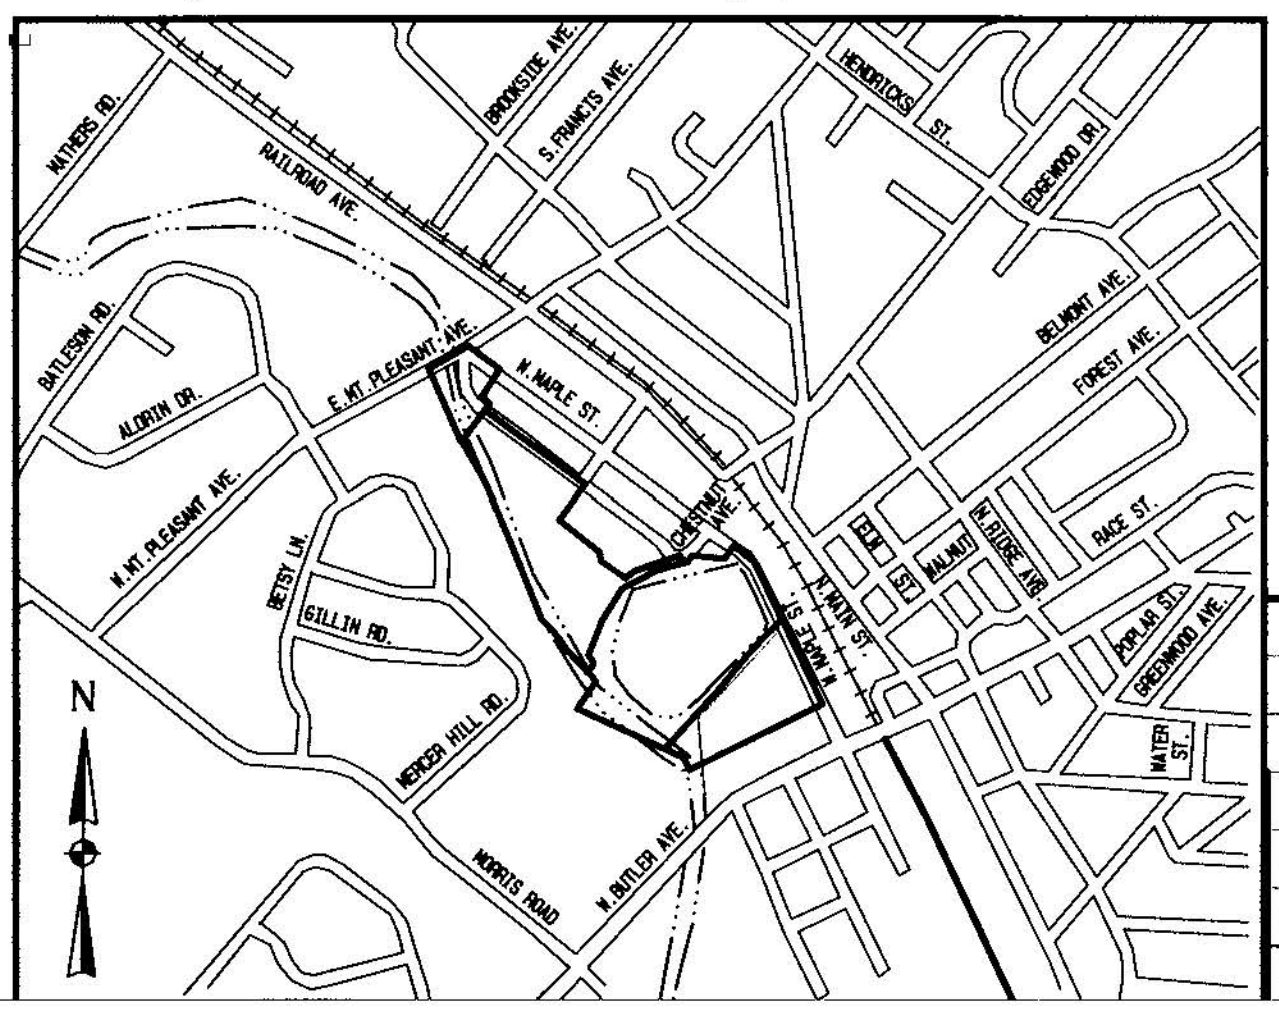 BROOKSIDE AVE.
S. FRANCIS AVE.
HENDRICKS
ST.
EDGEWOOD DR.
WATHERS RD.
RAILROAD AVE.
BATLESON RD.
ALDRIN DR.
E. MT. PLEASANT AVE.
W. MAPLE ST.
BELMONT AVE.
FOREST AVE.
W. MT. PLEASANT AVE.
CHESTNUT
AVE.
ELM
ST.
WALNUT
N. RIDGE AVE
RACE ST.
BETSY LN.
GILLIN RD.
N. MAIN ST.
W. MAPLE ST.
POPLAR ST.
GREENWOOD AVE.
N
MERCER HILL RD.
WATER
ST.
MORRIS ROAD
W. BUTLER AVE.